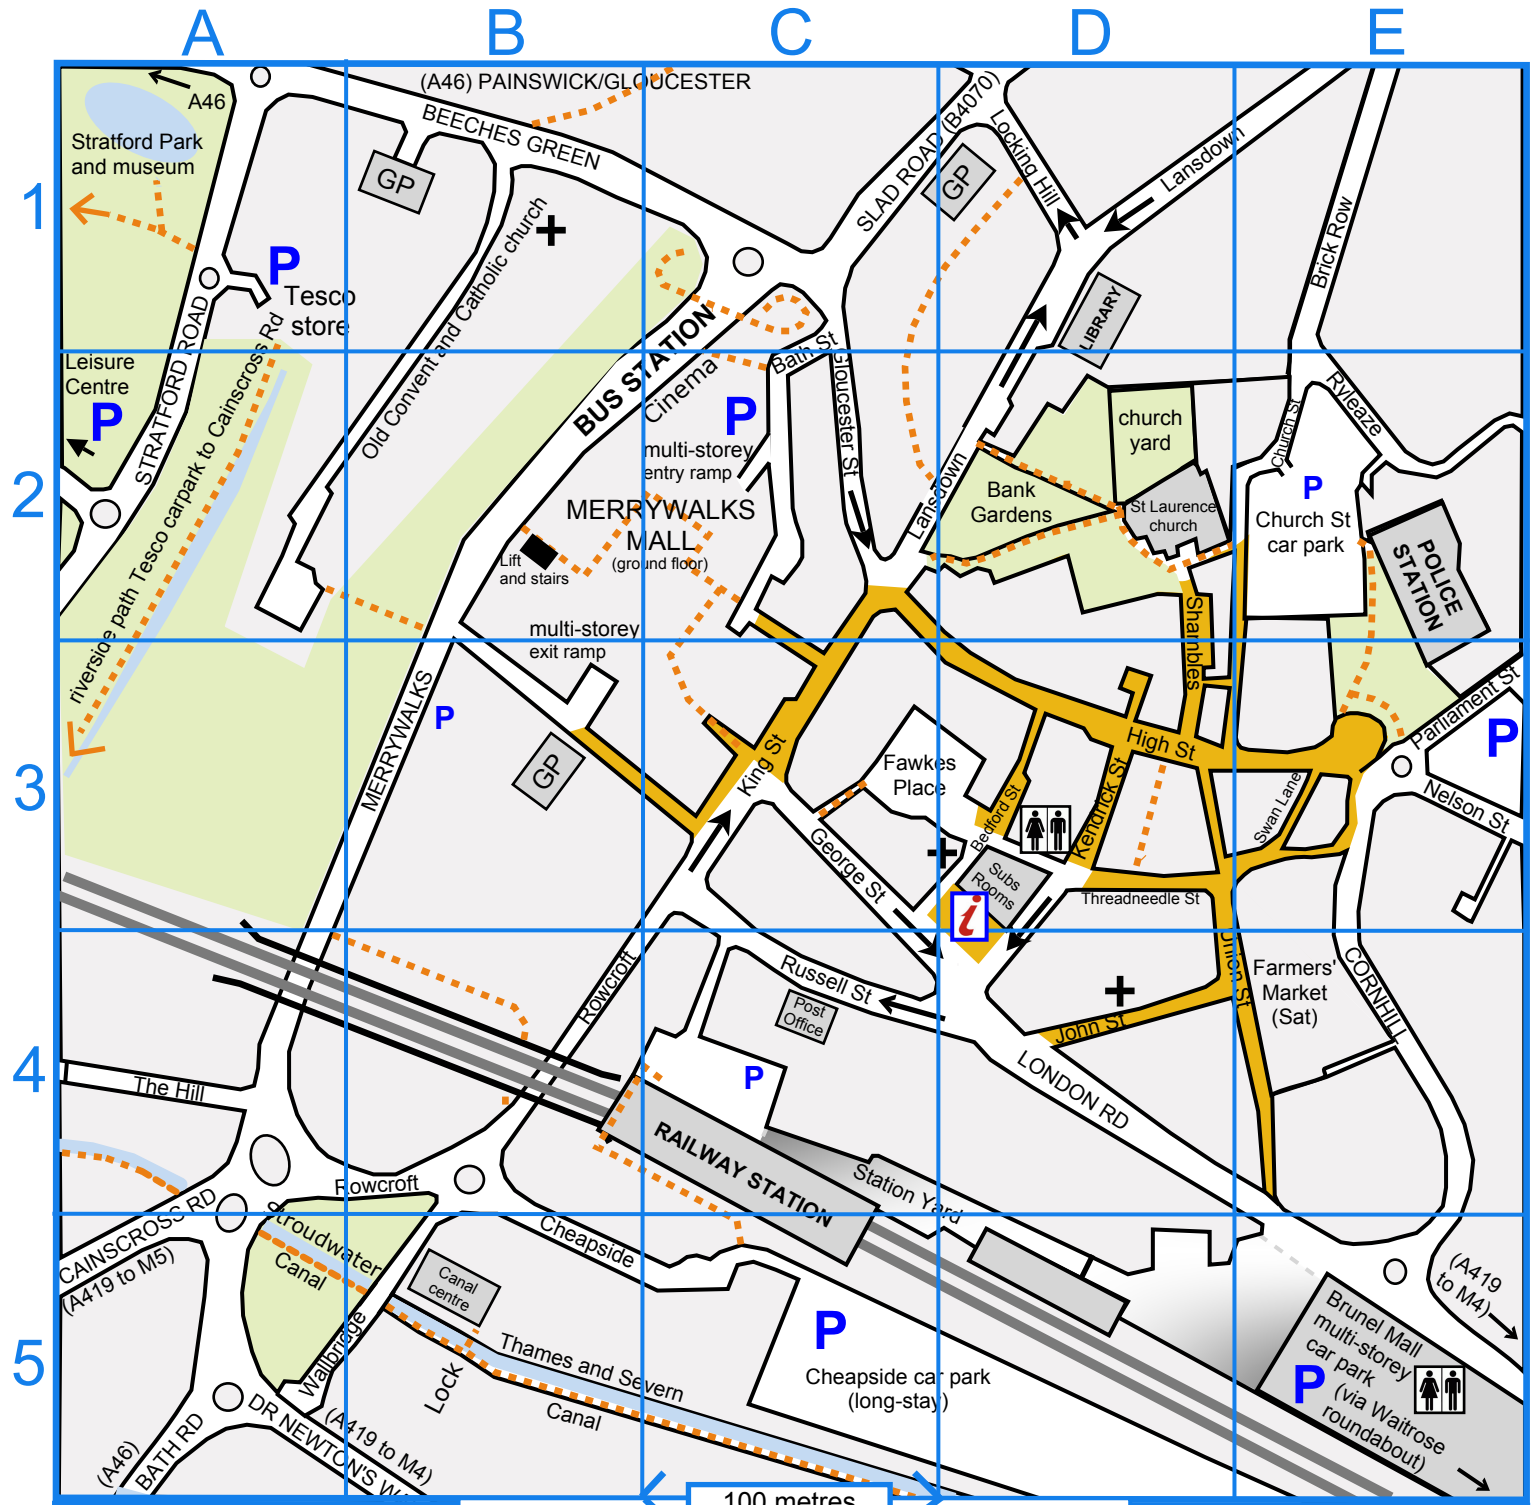 A
B
C
D
E
1
2
3
4
5
A46
(A46) PAINSWICK/GLOUCESTER
BEECHES GREEN
Stratford Park
and museum
GP
Old Convent and Catholic church
P
Tesco
store
STRATFORD ROAD
SLAD ROAD (B4070)
GP
Locking Hill
Lansdown
Brick Row
LIBRARY
Leisure
Centre
P
riverside path Tesco carpark to Cainscross Rd
BUS STATION
Cinema
Bath St
Gloucester St
P
multi-storey
entry ramp
MERRYWALKS
MALL
(ground floor)
Lift
and stairs
multi-storey
exit ramp
Lansdown
Bank
Gardens
church
yard
St Laurence
church
Church St
Ryleaze
P
Church St
car park
POLICE
STATION
Shambles
MERRYWALKS
P
GP
King St
Fawkes
Place
Bedford St
Kendrick St
High St
Swan Lane
Parliament St
P
Nelson St
George St
Subs
Rooms
i
Threadneedle St
Union St
Farmers'
Market
(Sat)
CORNHILL
Rowcroft
Russell St
Post
Office
John St
LONDON RD
P
The Hill
RAILWAY STATION
Station Yard
Rowcroft
CAINSCROSS RD
(A419 to M5)
Stroudwater
Canal
Cheapside
Canal
centre
Wallbridge
Lock
Thames and Severn
Canal
P
Cheapside car park
(long-stay)
(A419
to M4)
Brunel Mall
multi-storey
car park
P
(via Waitrose
roundabout)
(A46)
BATH RD
DR NEWTON'S WA
(A419 to M4)
100 metres